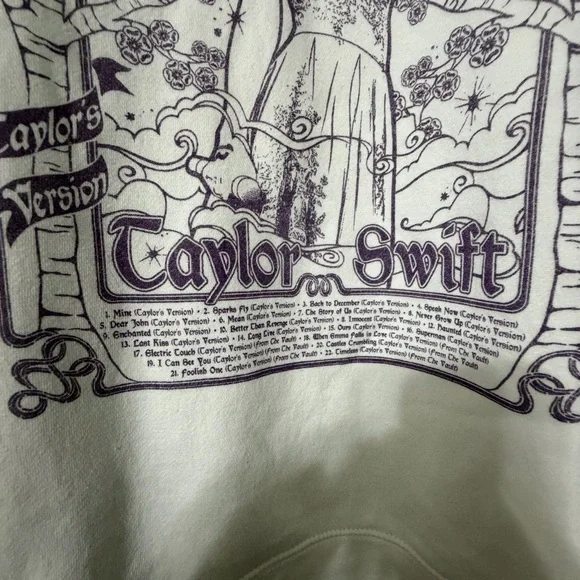 Taylor's
Version
Taylor Swift
1. Mine (Taylor's Version) • 2. Sparks Fly (Taylor's Version) • 3. Back to December (Taylor's Version) • 4. Speak Now (Taylor's Version)
5. Dear John (Taylor's Version) • 6. Mean (Taylor's Version) • 7. The Story of Us (Taylor's Version) • 8. Never Grow Up (Taylor's Version)
9. Enchanted (Taylor's Version) • 10. Better Than Revenge (Taylor's Version) • 11. Innocent (Taylor's Version) • 12. Haunted (Taylor's Version)
13. Last Kiss (Taylor's Version) • 14. Long Live (Taylor's Version) • 15. Ours (Taylor's Version) • 16. Superman (Taylor's Version)
17. Electric Touch (Taylor's Version) (From The Vault) • 18. When Emma Falls in Love (Taylor's Version) (From The Vault)
19. I Can See You (Taylor's Version) (From The Vault) • 20. Castles Crumbling (Taylor's Version) (From The Vault)
21. Foolish One (Taylor's Version) (From The Vault) • 22. Timeless (Taylor's Version) (From The Vault)